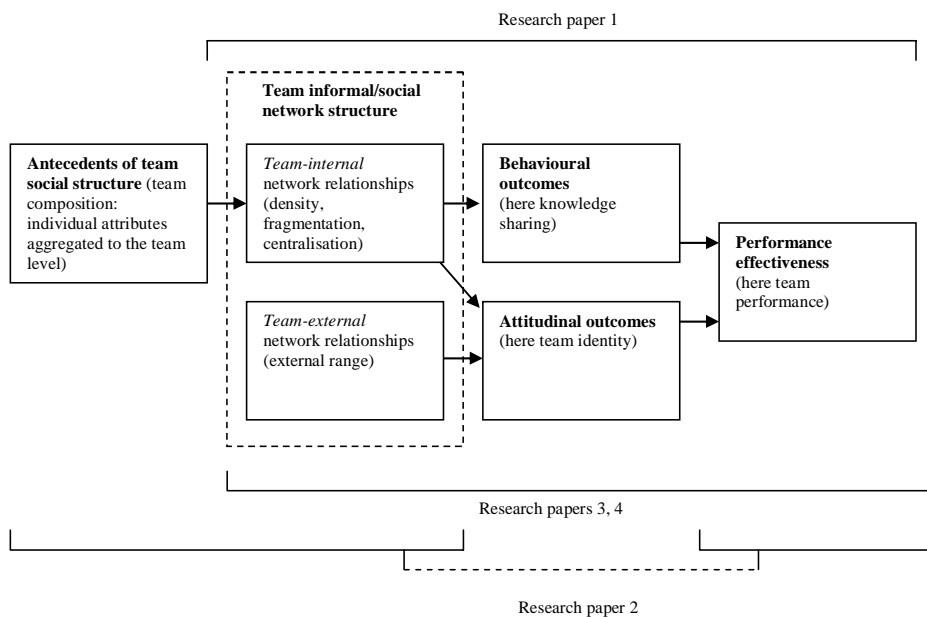 Research paper 1
Team informal/social
network structure
Antecedents of team
social structure (team
composition:
individual attributes
aggregated to the team
level)
Team-internal
network relationships
(density,
fragmentation,
centralisation)
Behavioural
outcomes
(here knowledge
sharing)
Performance
effectiveness
(here team
performance)
Team-external
network relationships
(external range)
Attitudinal outcomes
(here team identity)
Research papers 3, 4
Research paper 2